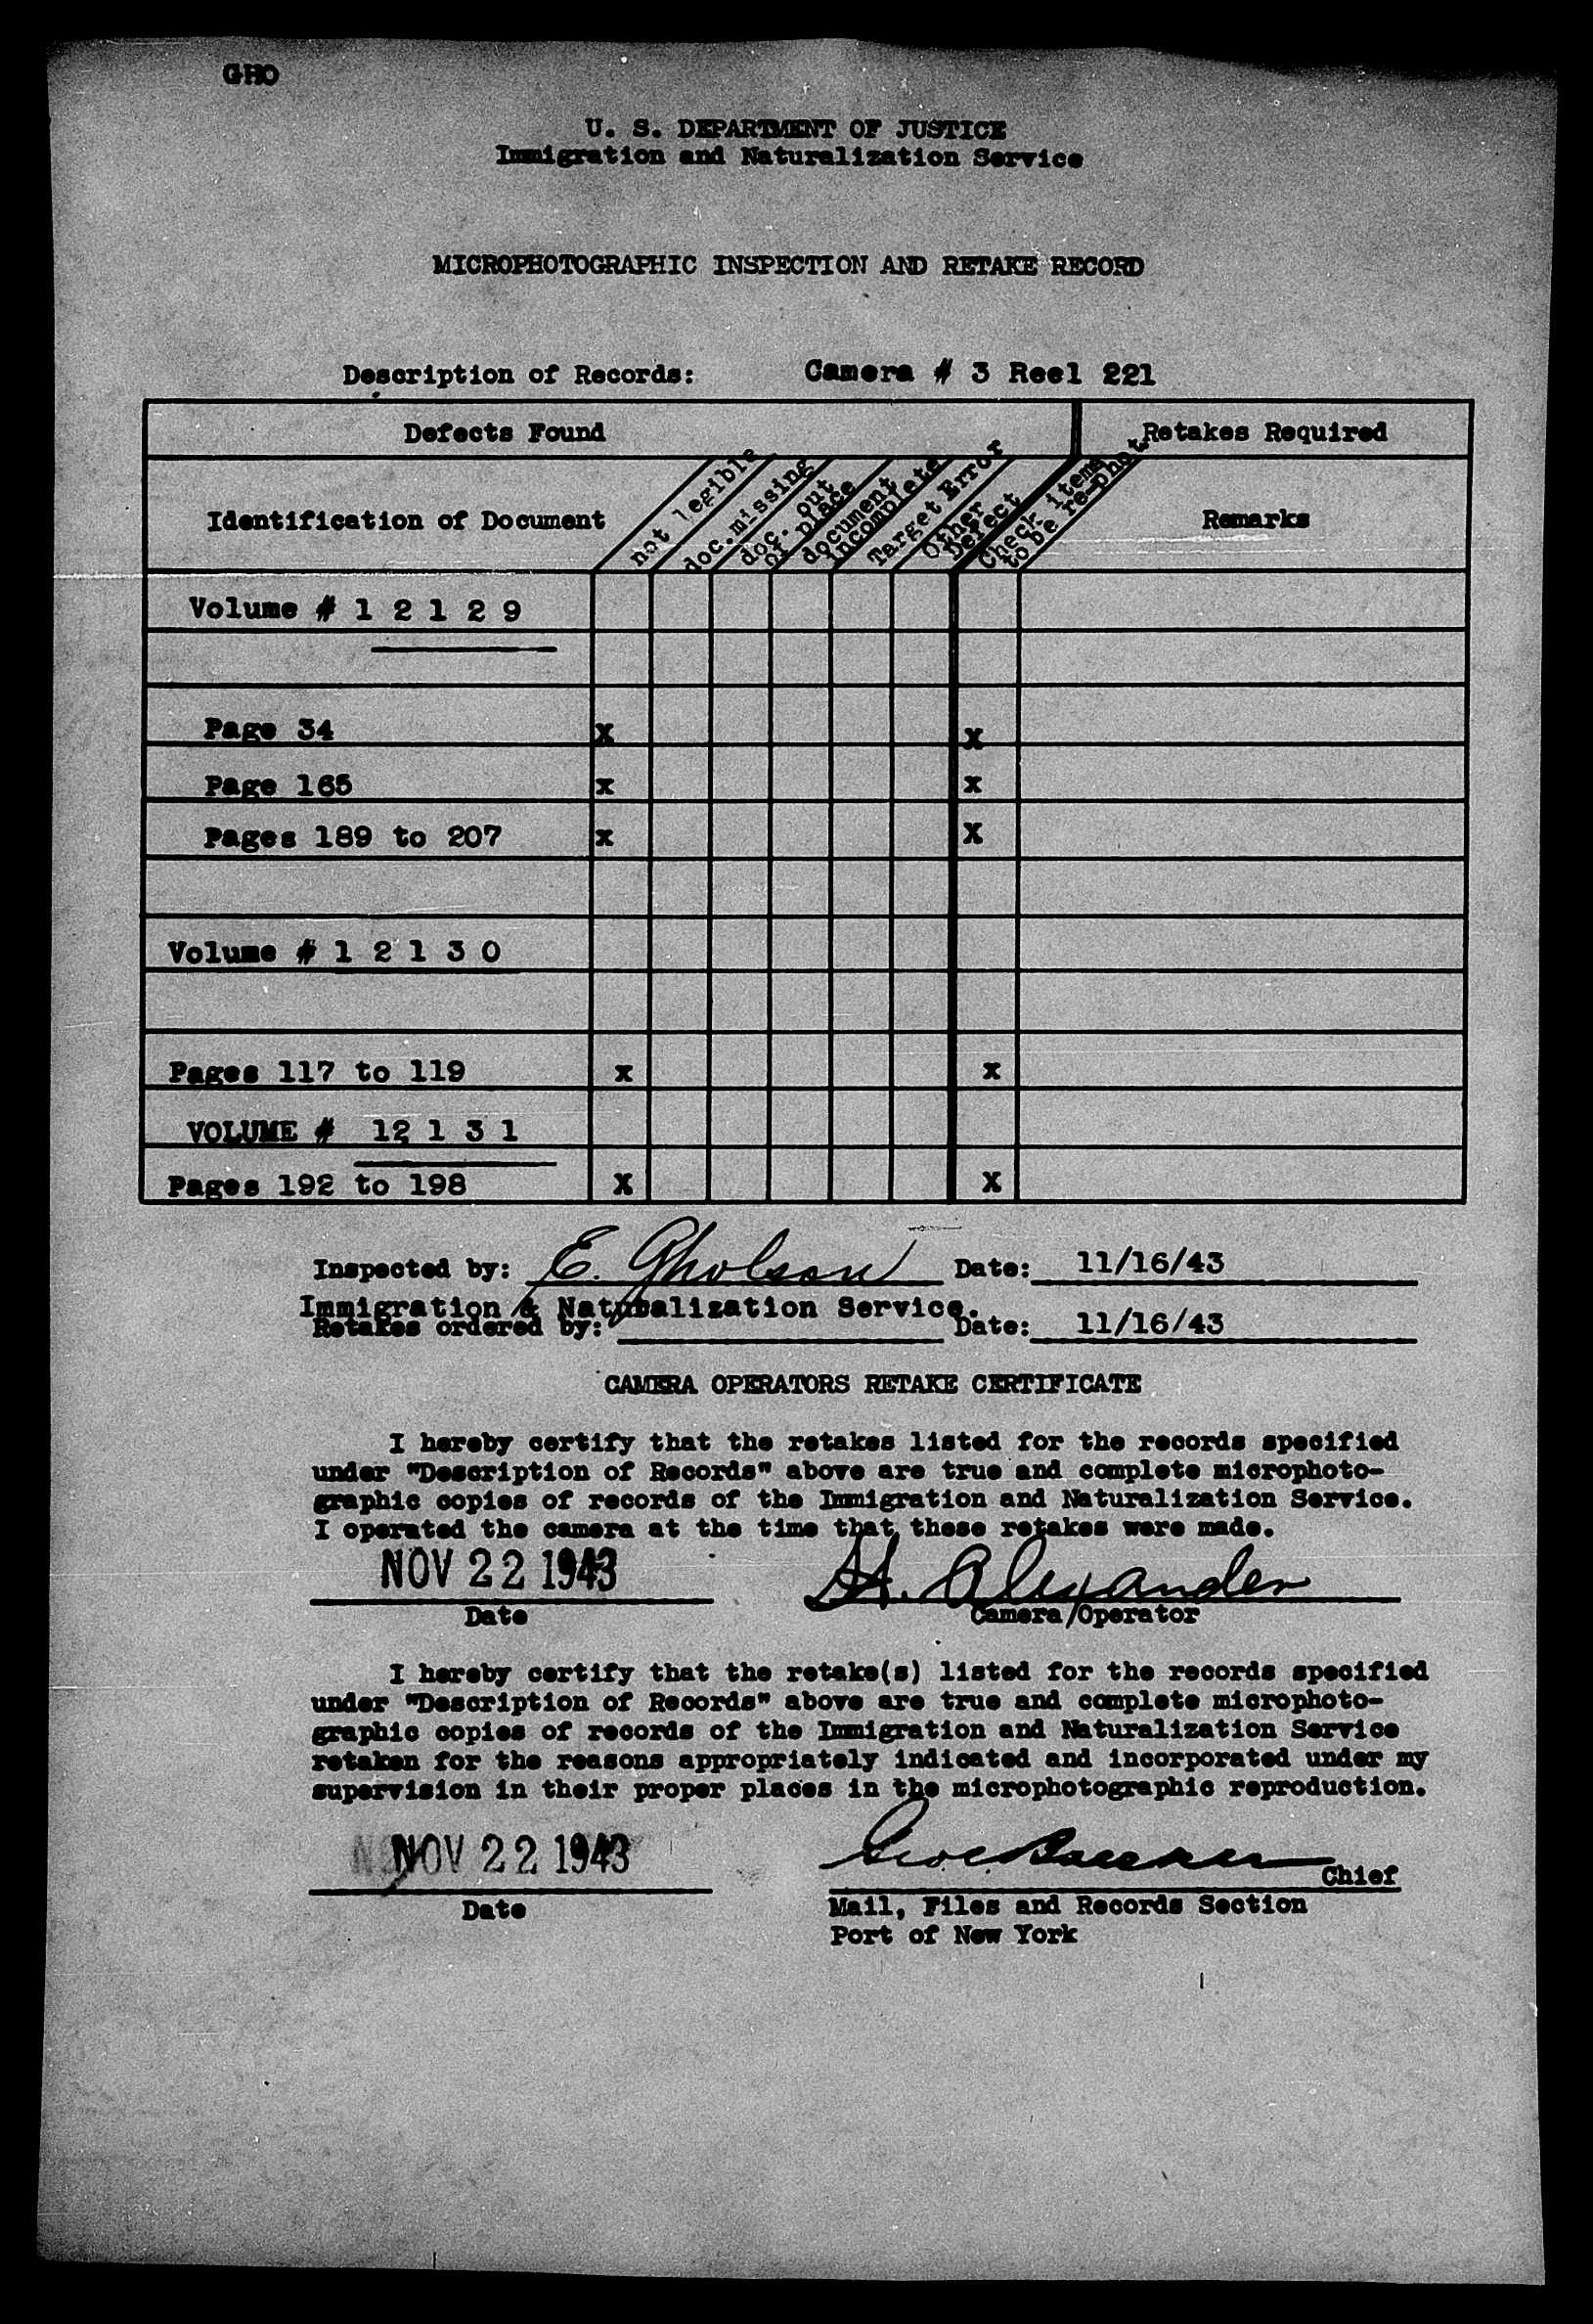 GHO
U. S. DEPARTMENT OF JUSTICE
Immigration and Naturalization Service
MICROPHOTOGRAPHIC INSPECTION AND RETAKE RECORD
Description of Records: Camera # 3 Reel 221
Defects Found Retakes Required
Identification of Document
not legible
doc. missing
doc. out of place
document incomplete
Target Error
Other Defect
Check items to be re-phot.
Remarks
Volume # 1 2 1 2 9
Page 34 x x
Page 165 x x
Pages 189 to 207 x X
Volume # 1 2 1 3 0
Pages 117 to 119 x x
VOLUME # 12 1 3 1
Pages 192 to 198 X X
Inspected by: E. Gholson Date: 11/16/43
Immigration & Naturalization Service.
Retakes ordered by: Date: 11/16/43
CAMERA OPERATORS RETAKE CERTIFICATE
I hereby certify that the retakes listed for the records specified
under "Description of Records" above are true and complete microphoto-
graphic copies of records of the Immigration and Naturalization Service.
I operated the camera at the time that these retakes were made.
NOV 22 1943 H. Alexander
Date Camera Operator
I hereby certify that the retake(s) listed for the records specified
under "Description of Records" above are true and complete microphoto-
graphic copies of records of the Immigration and Naturalization Service
retaken for the reasons appropriately indicated and incorporated under my
supervision in their proper places in the microphotographic reproduction.
NOV 22 1943
Chief
Date Mail, Files and Records Section
Port of New York